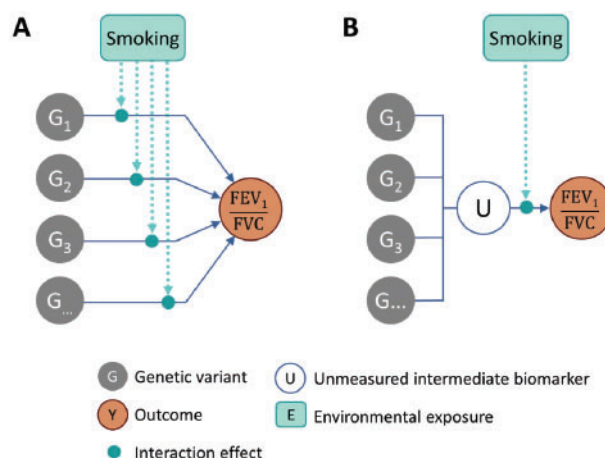 A
Smoking
B
Smoking
G1
G2
G3
G...
FEV1
FVC
G1
G2
G3
G...
U
FEV1
FVC
G Genetic variant
U Unmeasured intermediate biomarker
Y Outcome
E Environmental exposure
Interaction effect